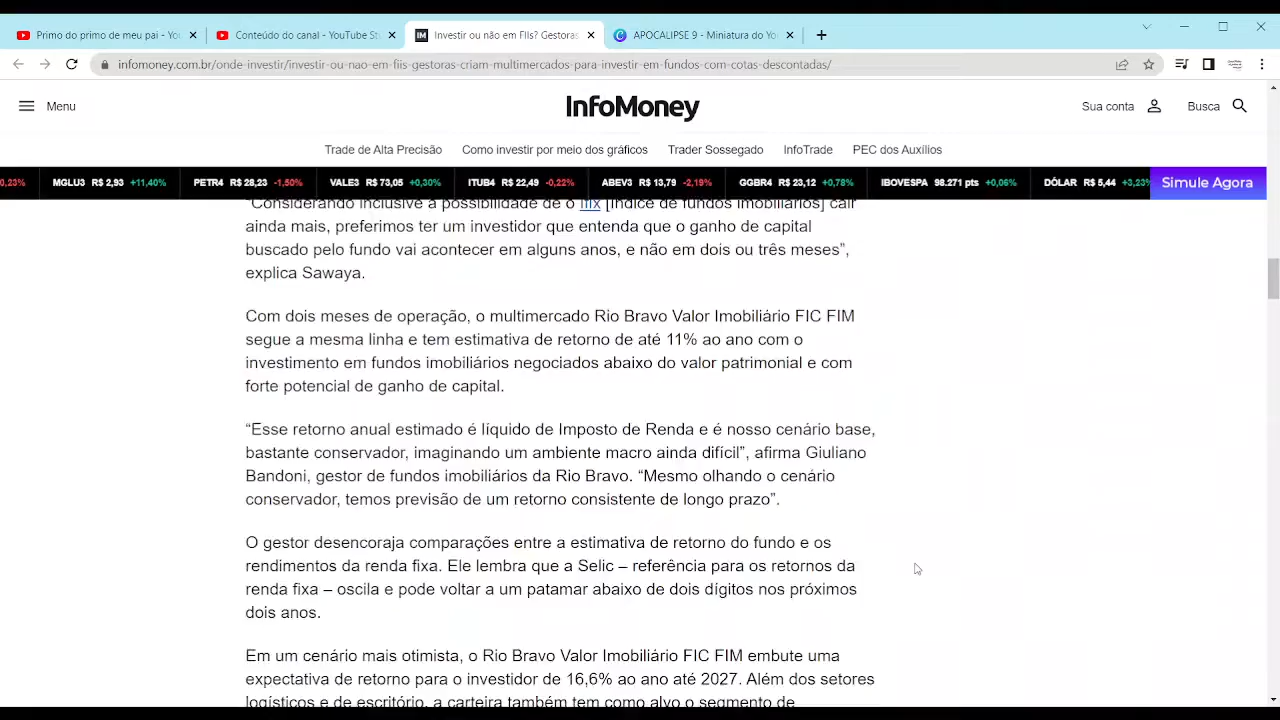 Primo do primo de meu pai - Yo
Conteúdo do canal - YouTube St
IM Investir ou não em FIIs? Gestoras
APOCALIPSE 9 - Miniatura do Yo
infomoney.com.br/onde-investir/investir-ou-nao-em-fiis-gestoras-criam-multimercados-para-investir-em-fundos-com-cotas-descontadas/
Menu
InfoMoney
Sua conta
Busca
Trade de Alta Precisão Como investir por meio dos gráficos Trader Sossegado InfoTrade PEC dos Auxílios
0,23% MGLU3 R$ 2,93 +11,40% PETR4 R$ 28,23 -1,50% VALE3 R$ 73,05 +0,30% ITUB4 R$ 22,49 -0,22% ABEV3 R$ 13,79 -2,19% GGBR4 R$ 23,12 +0,78% IBOVESPA 98.271 pts +0,06% DÓLAR R$ 5,44 +3,23% Simule Agora
“Considerando inclusive a possibilidade de o Ifix [índice de fundos imobiliários] cair
ainda mais, preferimos ter um investidor que entenda que o ganho de capital
buscado pelo fundo vai acontecer em alguns anos, e não em dois ou três meses”,
explica Sawaya.
Com dois meses de operação, o multimercado Rio Bravo Valor Imobiliário FIC FIM
segue a mesma linha e tem estimativa de retorno de até 11% ao ano com o
investimento em fundos imobiliários negociados abaixo do valor patrimonial e com
forte potencial de ganho de capital.
“Esse retorno anual estimado é líquido de Imposto de Renda e é nosso cenário base,
bastante conservador, imaginando um ambiente macro ainda difícil”, afirma Giuliano
Bandoni, gestor de fundos imobiliários da Rio Bravo. “Mesmo olhando o cenário
conservador, temos previsão de um retorno consistente de longo prazo”.
O gestor desencoraja comparações entre a estimativa de retorno do fundo e os
rendimentos da renda fixa. Ele lembra que a Selic – referência para os retornos da
renda fixa – oscila e pode voltar a um patamar abaixo de dois dígitos nos próximos
dois anos.
Em um cenário mais otimista, o Rio Bravo Valor Imobiliário FIC FIM embute uma
expectativa de retorno para o investidor de 16,6% ao ano até 2027. Além dos setores
logísticos e de escritório, a carteira também tem como alvo o segmento de